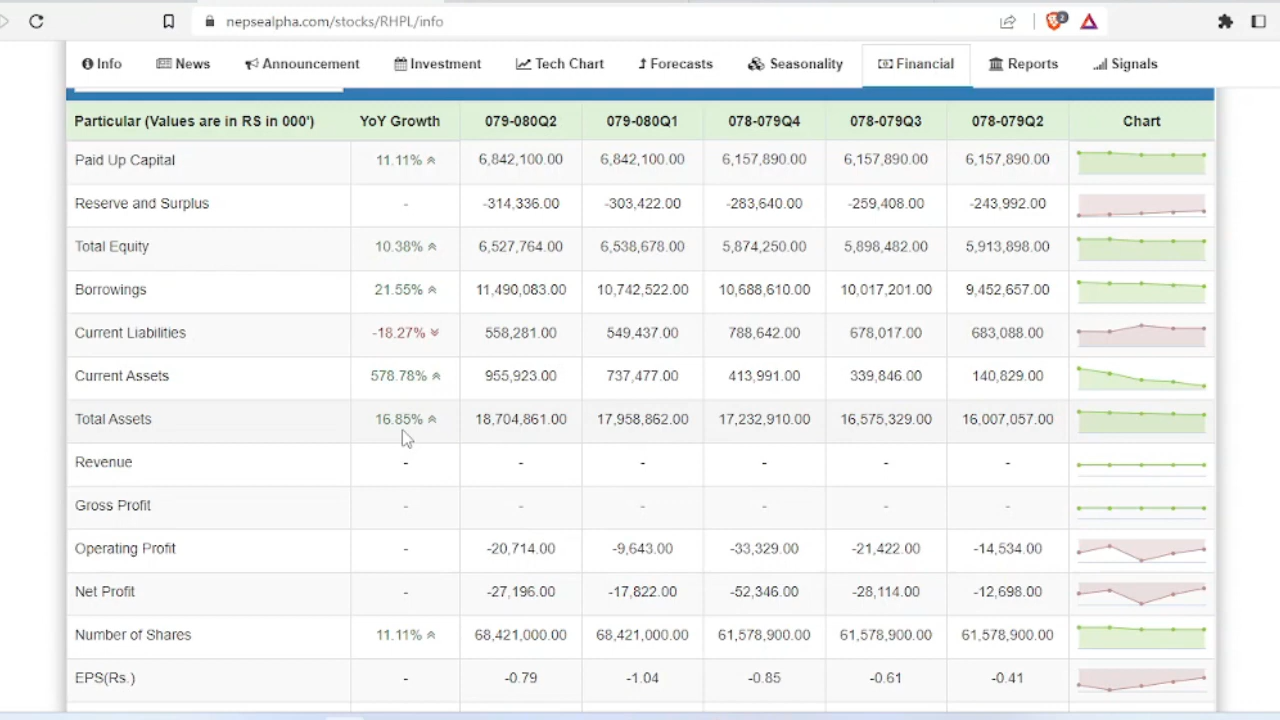 nepsealpha.com/stocks/RHPL/info 2
Info News Announcement Investment Tech Chart Forecasts Seasonality Financial Reports Signals
Particular (Values are in RS in 000') YoY Growth 079-080Q2 079-080Q1 078-079Q4 078-079Q3 078-079Q2 Chart
Paid Up Capital 11.11% 6,842,100.00 6,842,100.00 6,157,890.00 6,157,890.00 6,157,890.00
Reserve and Surplus - -314,336.00 -303,422.00 -283,640.00 -259,408.00 -243,992.00
Total Equity 10.38% 6,527,764.00 6,538,678.00 5,874,250.00 5,898,482.00 5,913,898.00
Borrowings 21.55% 11,490,083.00 10,742,522.00 10,688,610.00 10,017,201.00 9,452,657.00
Current Liabilities -18.27% 558,281.00 549,437.00 788,642.00 678,017.00 683,088.00
Current Assets 578.78% 955,923.00 737,477.00 413,991.00 339,846.00 140,829.00
Total Assets 16.85% 18,704,861.00 17,958,862.00 17,232,910.00 16,575,329.00 16,007,057.00
Revenue - - - - - -
Gross Profit - - - - - -
Operating Profit - -20,714.00 -9,643.00 -33,329.00 -21,422.00 -14,534.00
Net Profit - -27,196.00 -17,822.00 -52,346.00 -28,114.00 -12,698.00
Number of Shares 11.11% 68,421,000.00 68,421,000.00 61,578,900.00 61,578,900.00 61,578,900.00
EPS(Rs.) - -0.79 -1.04 -0.85 -0.61 -0.41